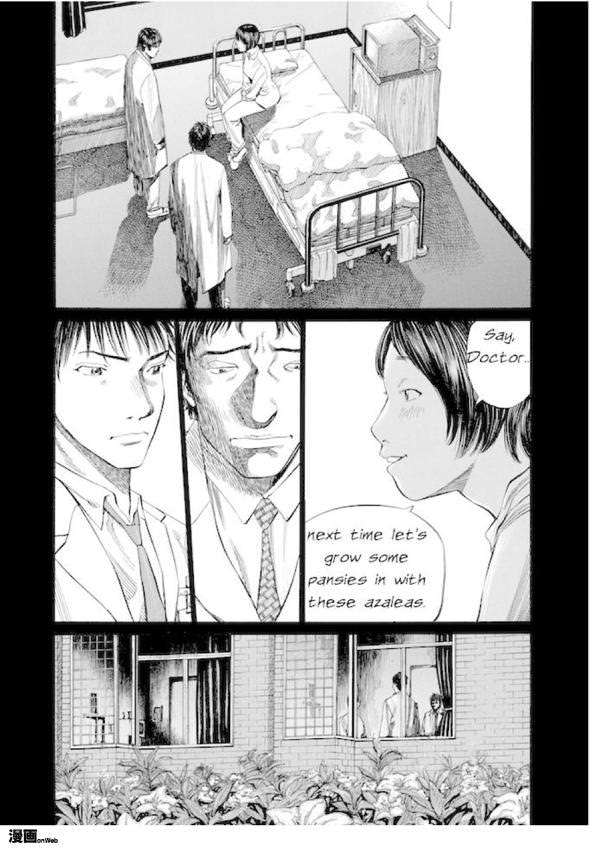 Say,
Doctor..
next time let's
grow some
pansies in with
these azaleas.
漫画onWeb